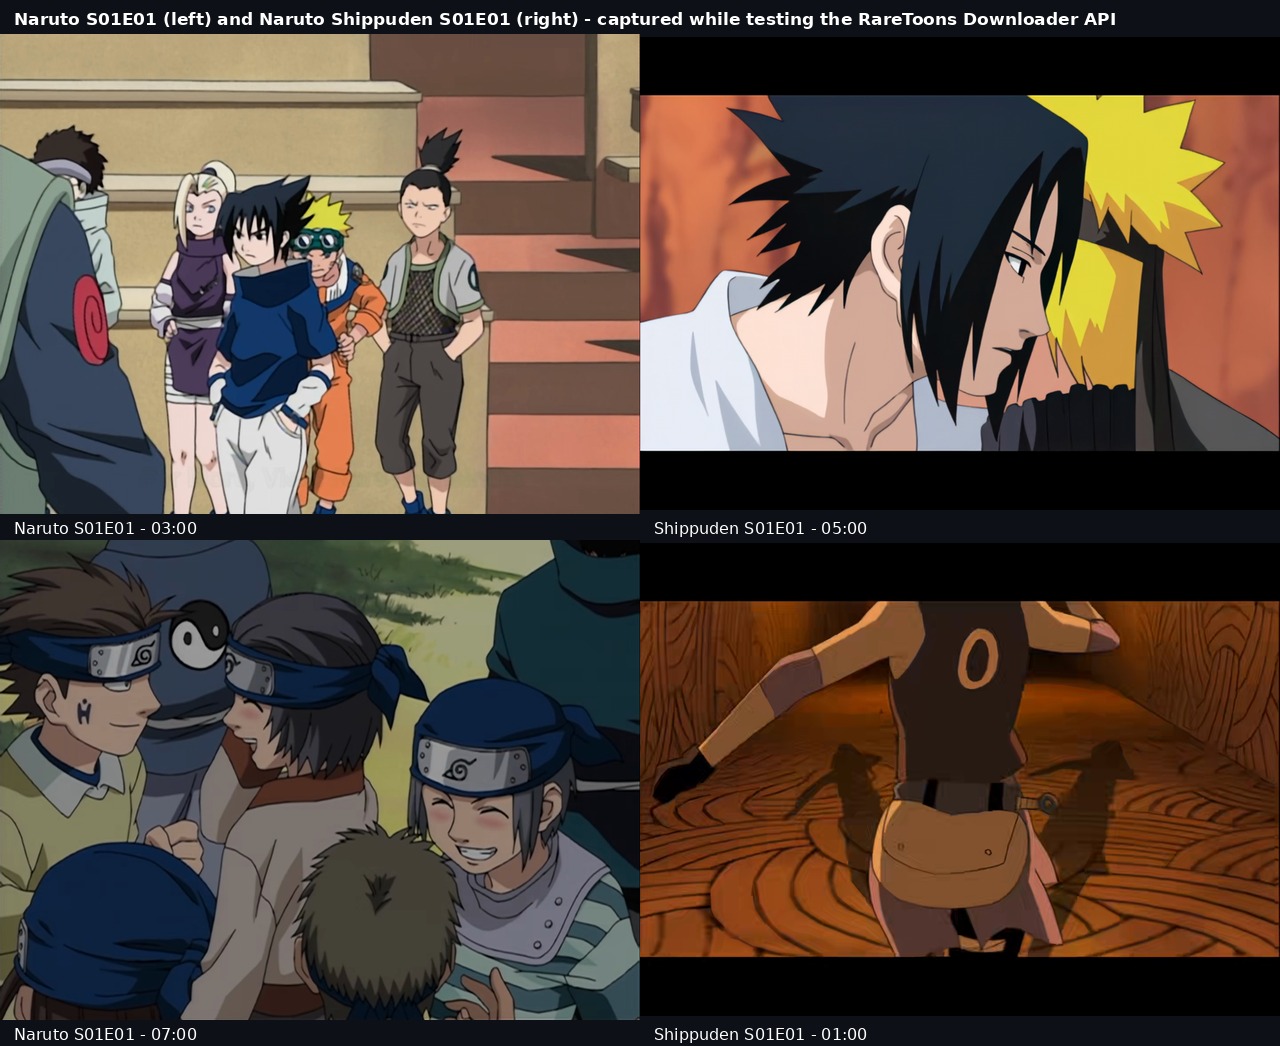 Naruto S01E01 (left) and Naruto Shippuden S01E01 (right) - captured while testing the RareToons Downloader API
Naruto S01E01 - 03:00
Shippuden S01E01 - 05:00
Naruto S01E01 - 07:00
Shippuden S01E01 - 01:00